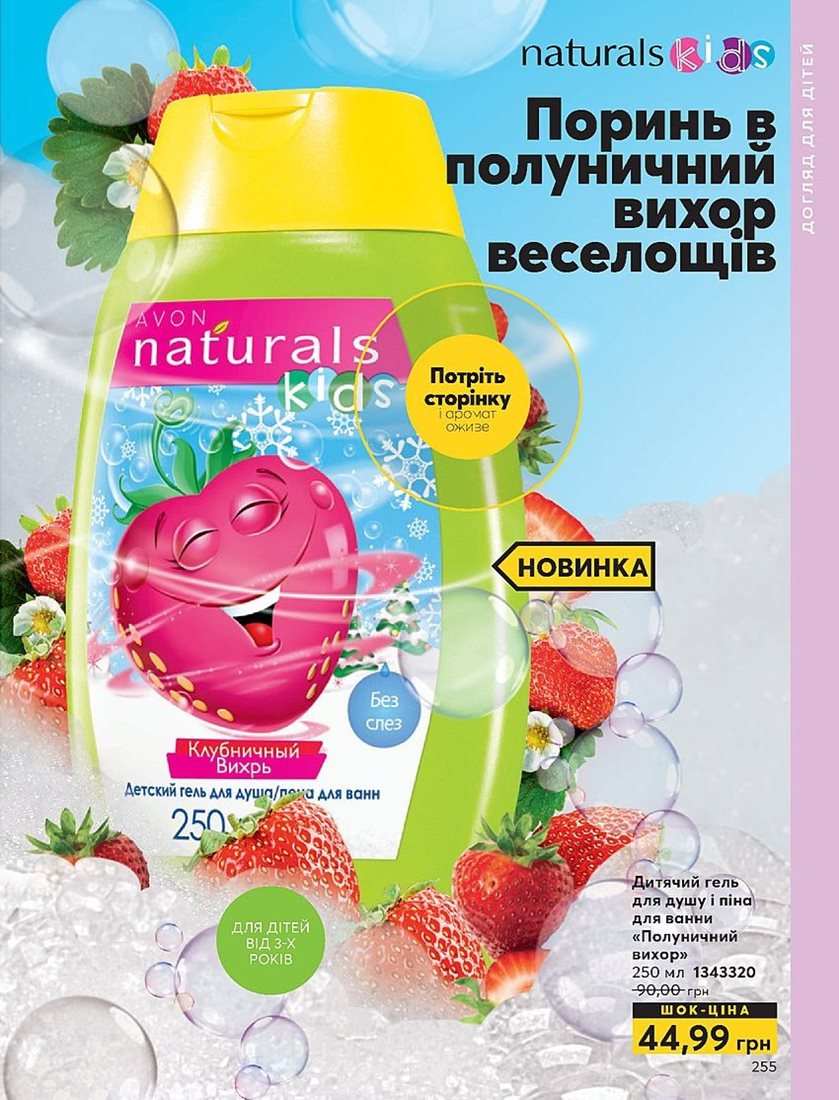 naturals kids
ДОГЛЯД ДЛЯ ДІТЕЙ
Поринь в
полуничний
вихор
веселощів
AVON
naturals
kids
Потріть
сторінку
і аромат
оживе
НОВИНКА
Без
слез
Клубничный
Вихрь
Детский гель для душа/пена для ванн
250
ДЛЯ ДІТЕЙ
ВІД 3-Х
РОКІВ
Дитячий гель
для душу і піна
для ванни
«Полуничний
вихор»
250 мл 1343320
90,00 грн
ШОК-ЦІНА
44,99 грн
255